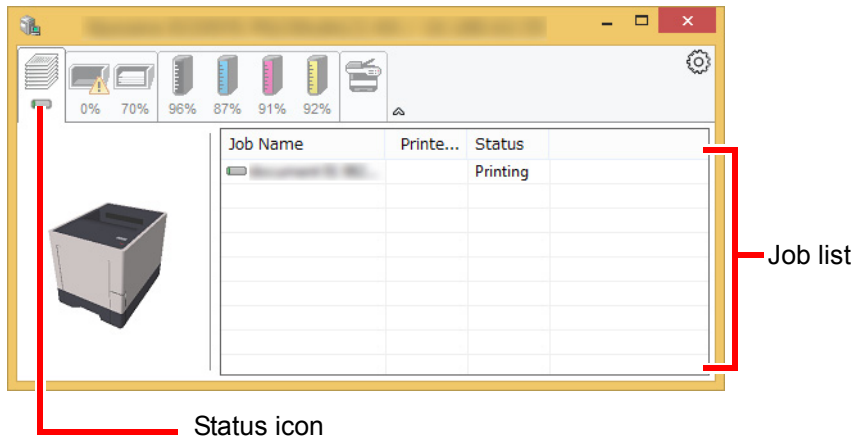 0% 70% 96% 87% 91% 92%
Job Name Printe... Status
Printing
Job list
Status icon